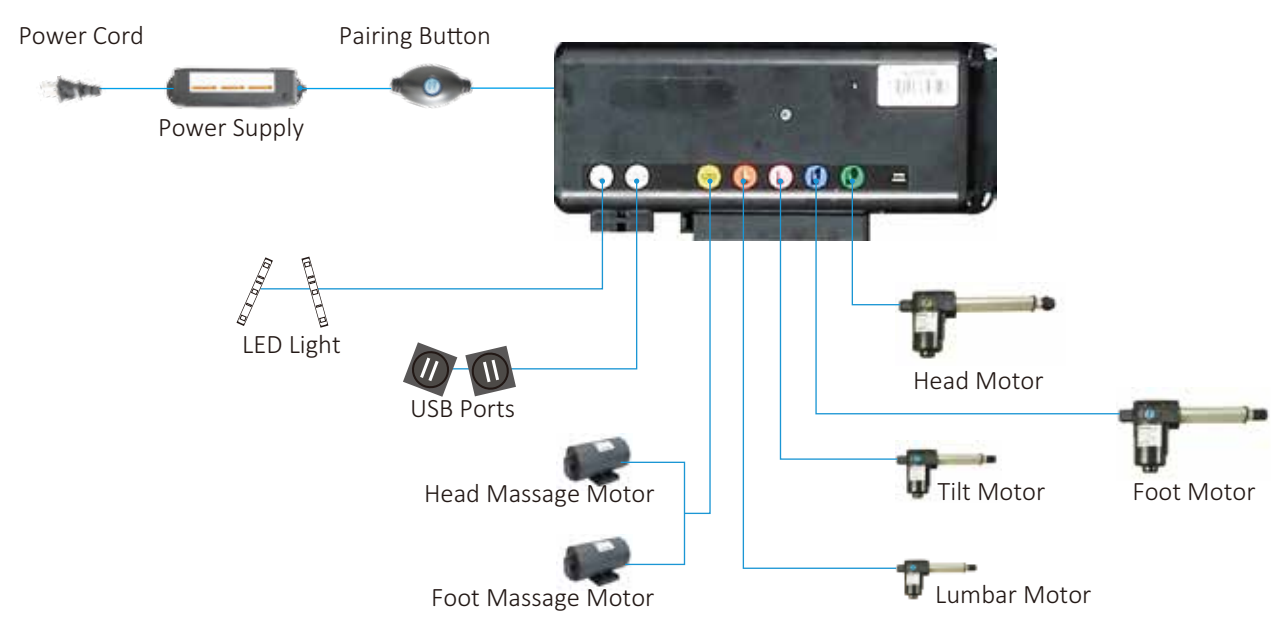 Power Cord
Pairing Button
Power Supply
LED Light
USB Ports
Head Motor
Head Massage Motor
Tilt Motor
Foot Motor
Foot Massage Motor
Lumbar Motor